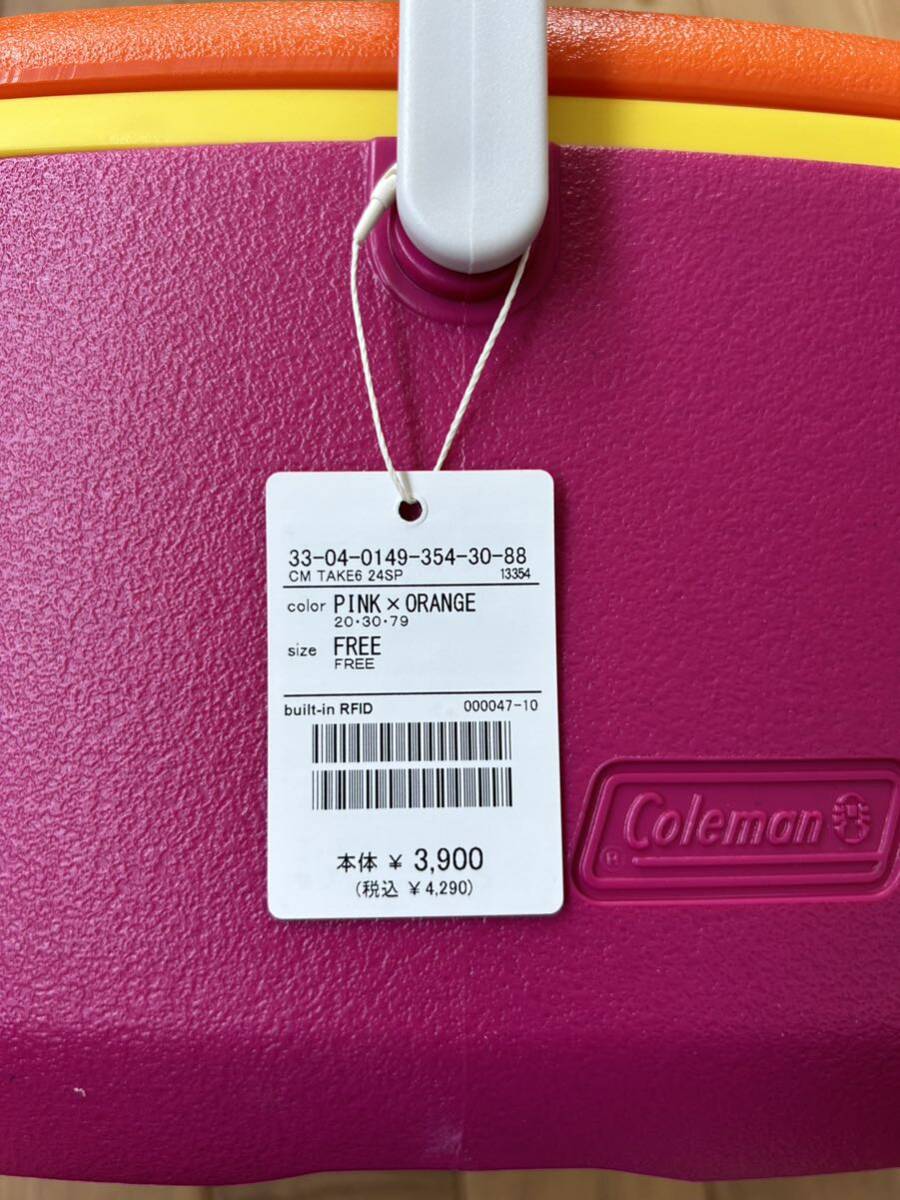 33-04-0149-354-30-88
CM TAKE6 24SP 13354
color PINK×ORANGE
20・30・79
size FREE
FREE
built-in RFID 000047-10
本体 ¥ 3,900
(税込 ¥4,290)
Coleman
®